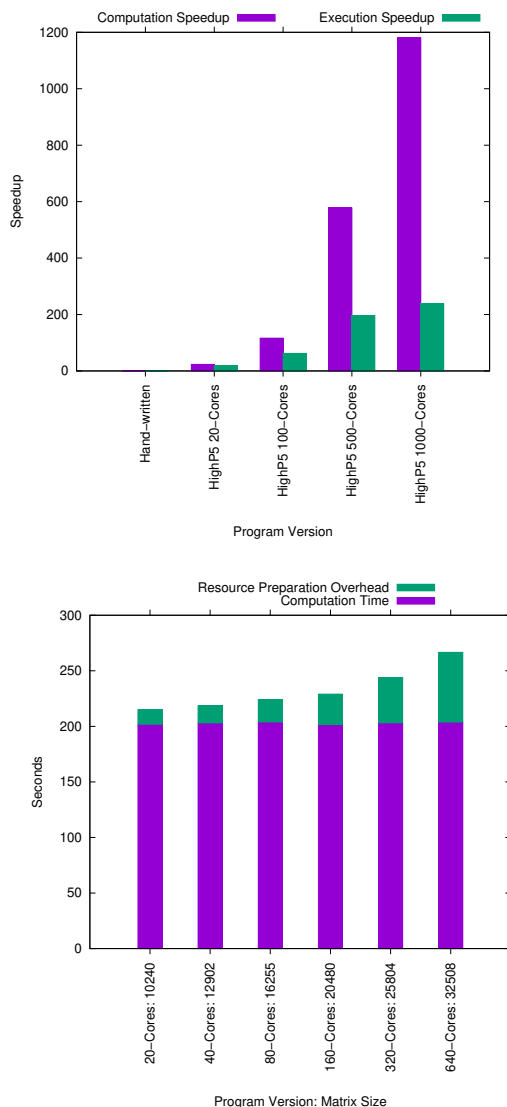 Computation Speedup
Execution Speedup
1200
1000
800
600
400
200
0
Speedup
Hand-written
HighP5 20-Cores
HighP5 100-Cores
HighP5 500-Cores
HighP5 1000-Cores
Program Version
Resource Preparation Overhead
Computation Time
300
250
200
150
100
50
0
Seconds
20-Cores: 10240
40-Cores: 12902
80-Cores: 16255
160-Cores: 20480
320-Cores: 25804
640-Cores: 32508
Program Version: Matrix Size